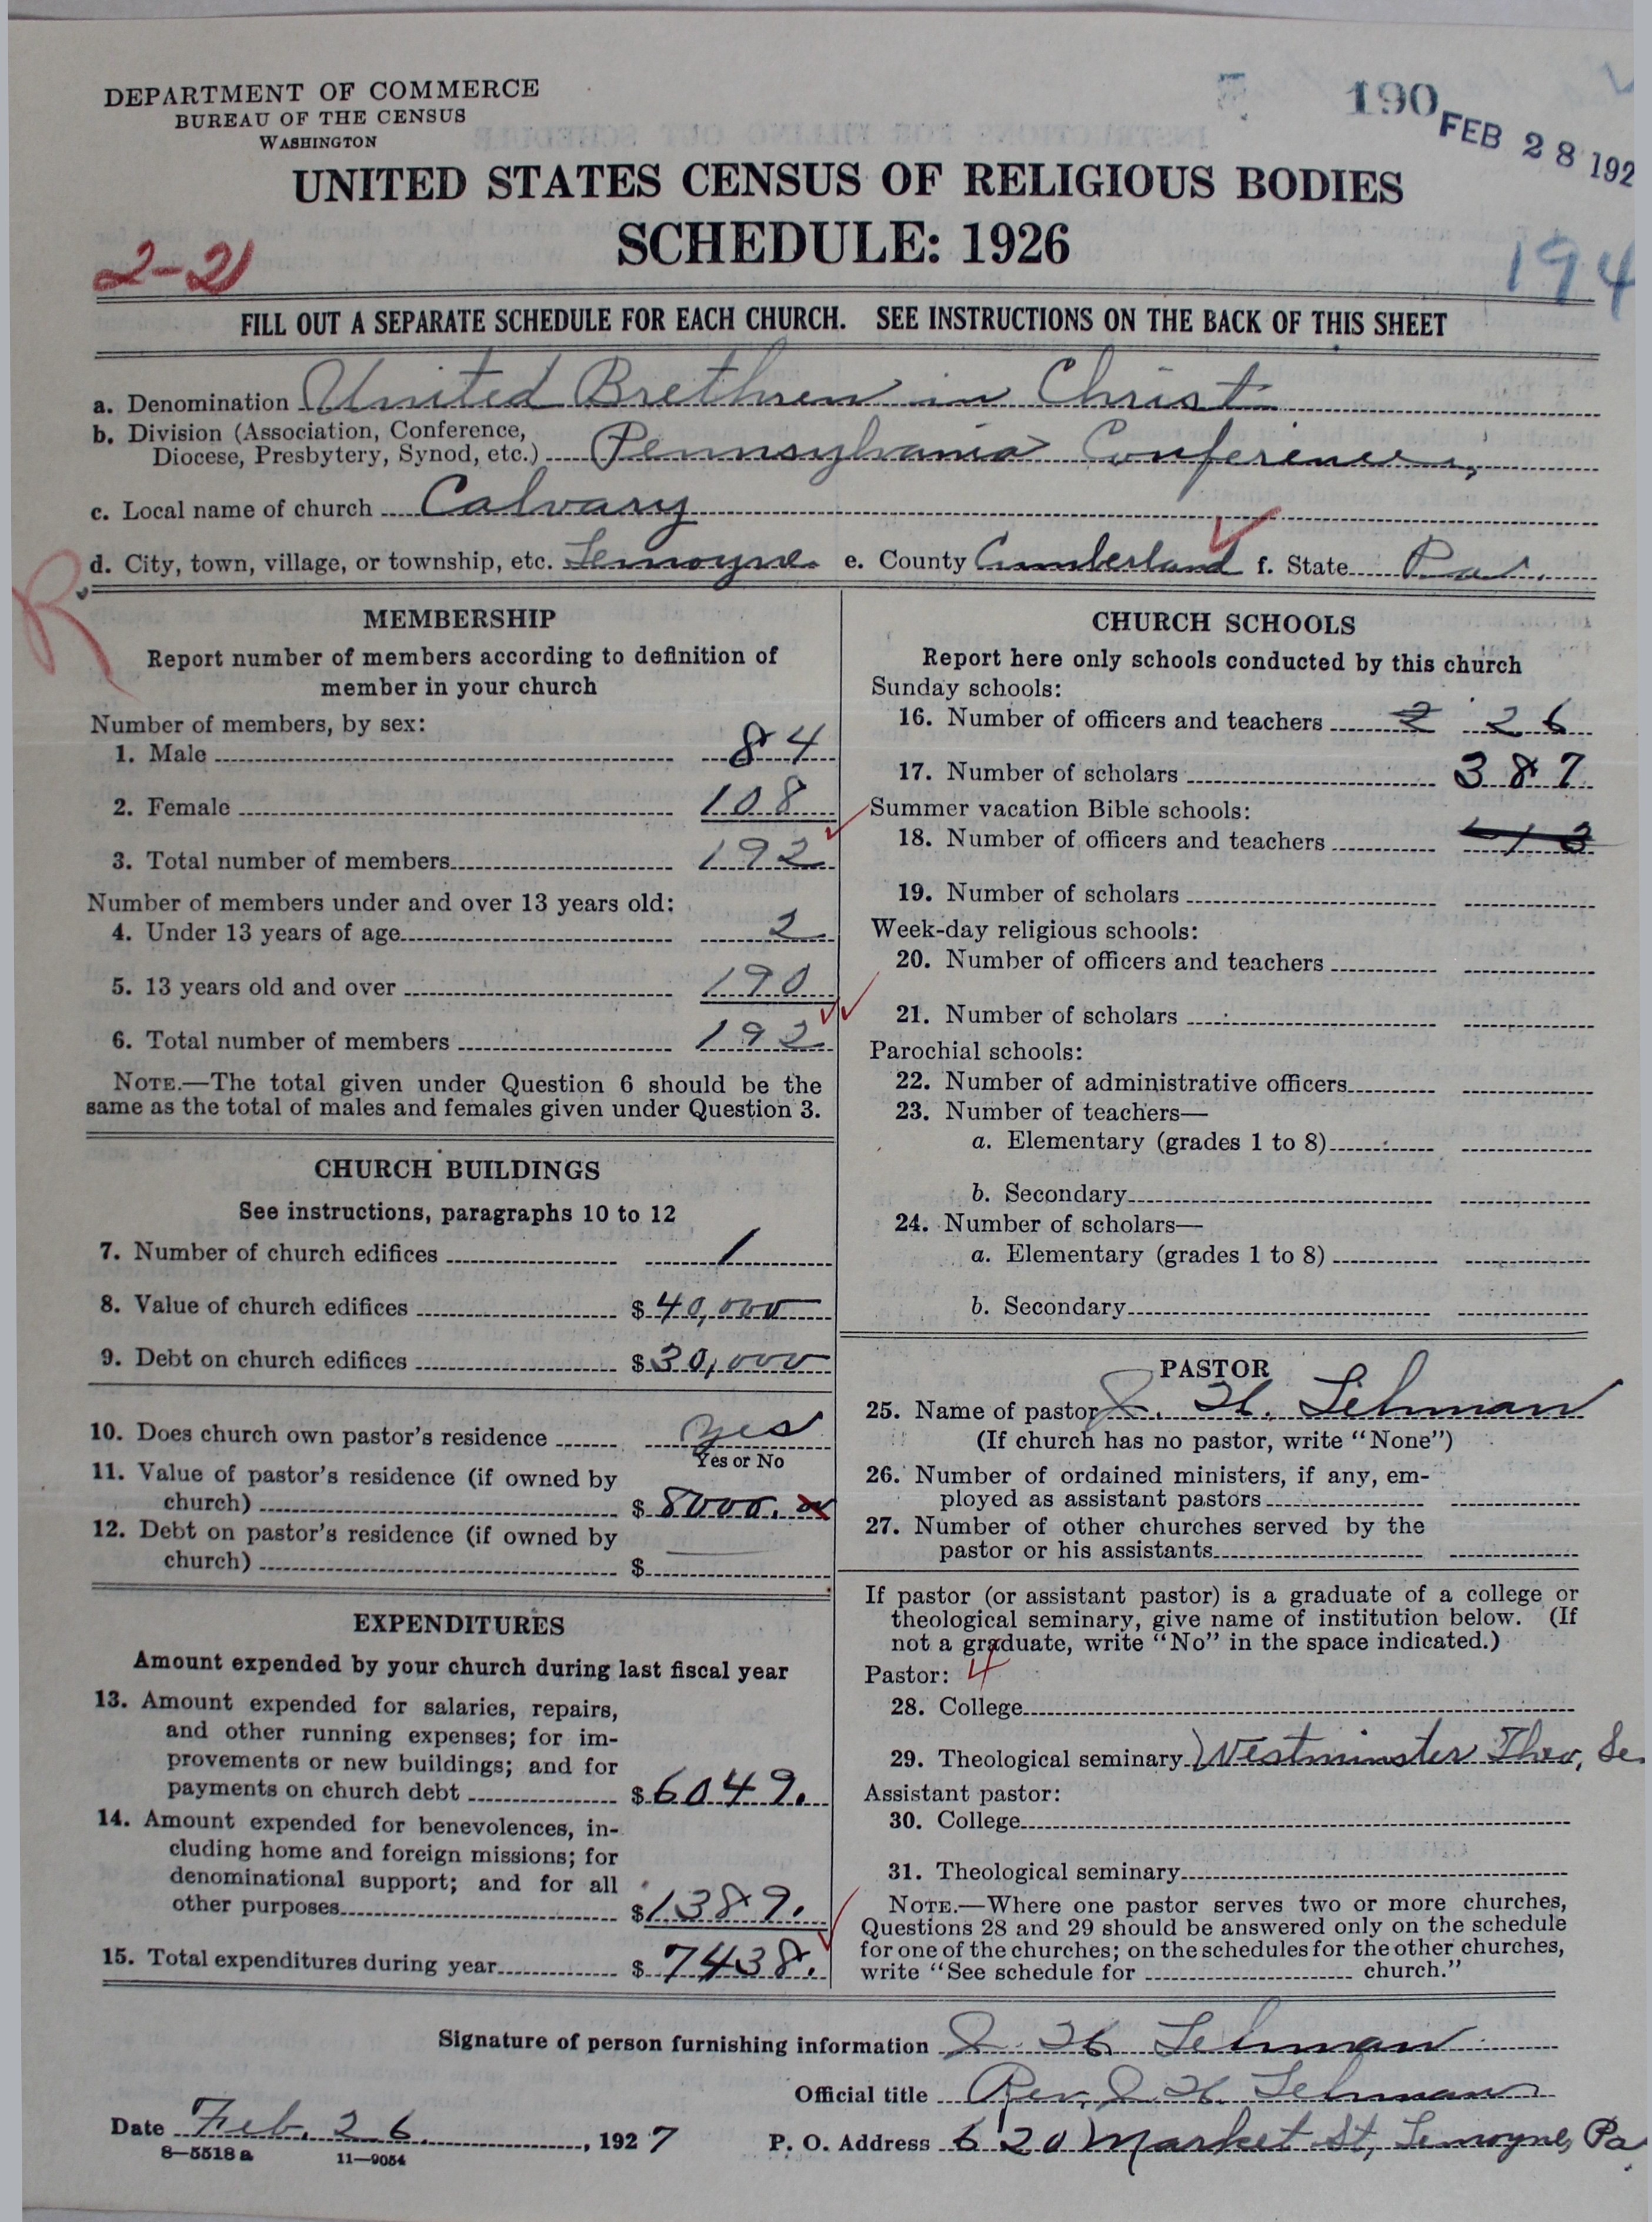 DEPARTMENT OF COMMERCE
BUREAU OF THE CENSUS
WASHINGTON
190
FEB 28 192
UNITED STATES CENSUS OF RELIGIOUS BODIES
SCHEDULE: 1926
2-21
194
FILL OUT A SEPARATE SCHEDULE FOR EACH CHURCH. SEE INSTRUCTIONS ON THE BACK OF THIS SHEET
a. Denomination United Brethren in Christ
b. Division (Association, Conference,
Diocese, Presbytery, Synod, etc.) Pennsylvania Conference,
c. Local name of church Calvary
d. City, town, village, or township, etc. Lemoyne. e. County Cumberland f. State Pa.
R
MEMBERSHIP
Report number of members according to definition of
member in your church
Number of members, by sex:
1. Male 84
2. Female 108
3. Total number of members 192
Number of members under and over 13 years old:
4. Under 13 years of age 2
5. 13 years old and over 190
6. Total number of members 192
NOTE.—The total given under Question 6 should be the
same as the total of males and females given under Question 3.
CHURCH BUILDINGS
See instructions, paragraphs 10 to 12
7. Number of church edifices 1
8. Value of church edifices $40,000
9. Debt on church edifices $30,000
10. Does church own pastor's residence yes
Yes or No
11. Value of pastor's residence (if owned by
church) $8000.
12. Debt on pastor's residence (if owned by
church) $
EXPENDITURES
Amount expended by your church during last fiscal year
13. Amount expended for salaries, repairs,
and other running expenses; for im-
provements or new buildings; and for
payments on church debt $6049.
14. Amount expended for benevolences, in-
cluding home and foreign missions; for
denominational support; and for all
other purposes $1389.
15. Total expenditures during year $7438.
CHURCH SCHOOLS
Report here only schools conducted by this church
Sunday schools:
16. Number of officers and teachers 2 26
17. Number of scholars 387
Summer vacation Bible schools:
18. Number of officers and teachers
19. Number of scholars
Week-day religious schools:
20. Number of officers and teachers
21. Number of scholars
Parochial schools:
22. Number of administrative officers
23. Number of teachers—
a. Elementary (grades 1 to 8)
b. Secondary
24. Number of scholars—
a. Elementary (grades 1 to 8)
b. Secondary
PASTOR
25. Name of pastor J. H. Lehman
(If church has no pastor, write "None")
26. Number of ordained ministers, if any, em-
ployed as assistant pastors
27. Number of other churches served by the
pastor or his assistants
If pastor (or assistant pastor) is a graduate of a college or
theological seminary, give name of institution below. (If
not a graduate, write "No" in the space indicated.)
Pastor: 4
28. College
29. Theological seminary Westminster Theo, Se
Assistant pastor:
30. College
31. Theological seminary
NOTE.—Where one pastor serves two or more churches,
Questions 28 and 29 should be answered only on the schedule
for one of the churches; on the schedules for the other churches,
write "See schedule for church."
Signature of person furnishing information J H Lehman
Official title Rev. J. H. Lehman
Date Feb. 26, 1927
P. O. Address 620 Market St, Lemoyne, Pa.
8—5518a 11—9054